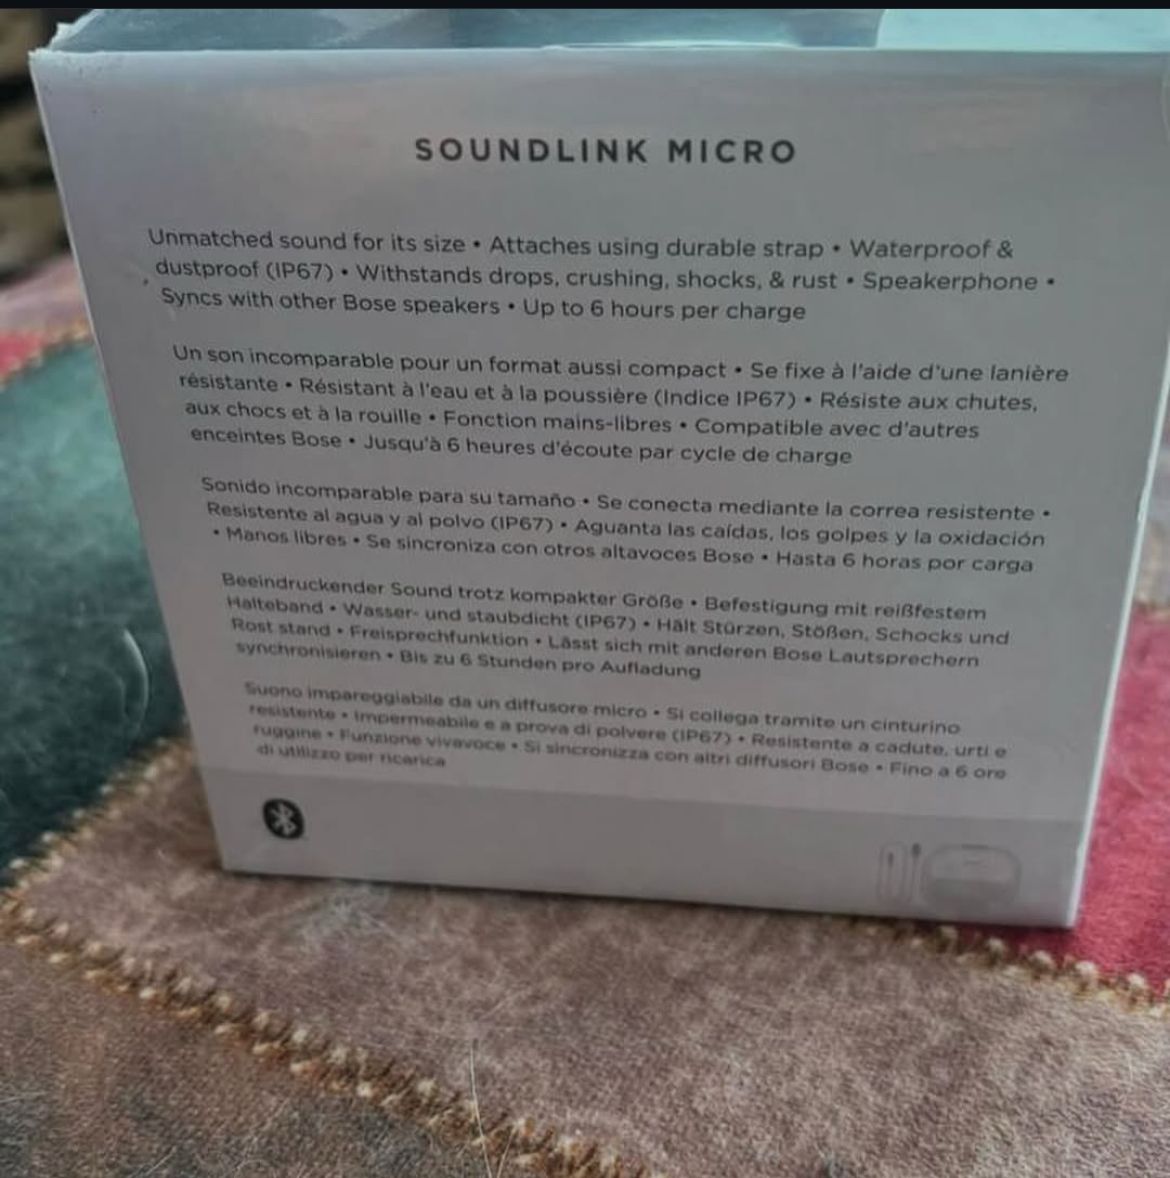 SOUNDLINK MICRO
Unmatched sound for its size • Attaches using durable strap • Waterproof &
dustproof (IP67) • Withstands drops, crushing, shocks, & rust • Speakerphone •
Syncs with other Bose speakers • Up to 6 hours per charge
Un son incomparable pour un format aussi compact • Se fixe à l'aide d'une lanière
résistante • Résistant à l'eau et à la poussière (Indice IP67) • Résiste aux chutes,
aux chocs et à la rouille • Fonction mains-libres • Compatible avec d'autres
enceintes Bose • Jusqu'à 6 heures d'écoute par cycle de charge
Sonido incomparable para su tamaño • Se conecta mediante la correa resistente •
Resistente al agua y al polvo (IP67) • Aguanta las caídas, los golpes y la oxidación
• Manos libres • Se sincroniza con otros altavoces Bose • Hasta 6 horas por carga
Beeindruckender Sound trotz kompakter Größe • Befestigung mit reißfestem
Halteband • Wasser- und staubdicht (IP67) • Hält Stürzen, Stößen, Schocks und
Rost stand • Freisprechfunktion • Lässt sich mit anderen Bose Lautsprechern
synchronisieren • Bis zu 6 Stunden pro Aufladung
Suono impareggiabile da un diffusore micro • Si collega tramite un cinturino
resistente • Impermeabile e a prova di polvere (IP67) • Resistente a cadute, urti e
ruggine • Funzione vivavoce • Si sincronizza con altri diffusori Bose • Fino a 6 ore
di utilizzo per ricarica